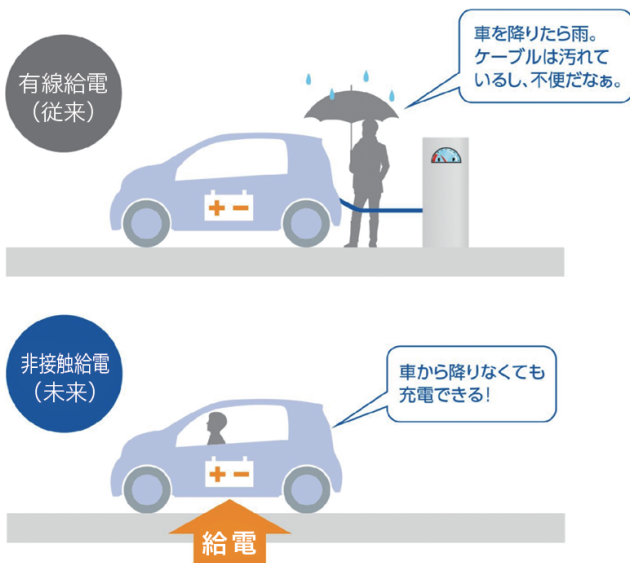 有線給電
（従来）
車を降りたら雨。
ケーブルは汚れて
いるし、不便だなぁ。
非接触給電
（未来）
車から降りなくても
充電できる！
給電